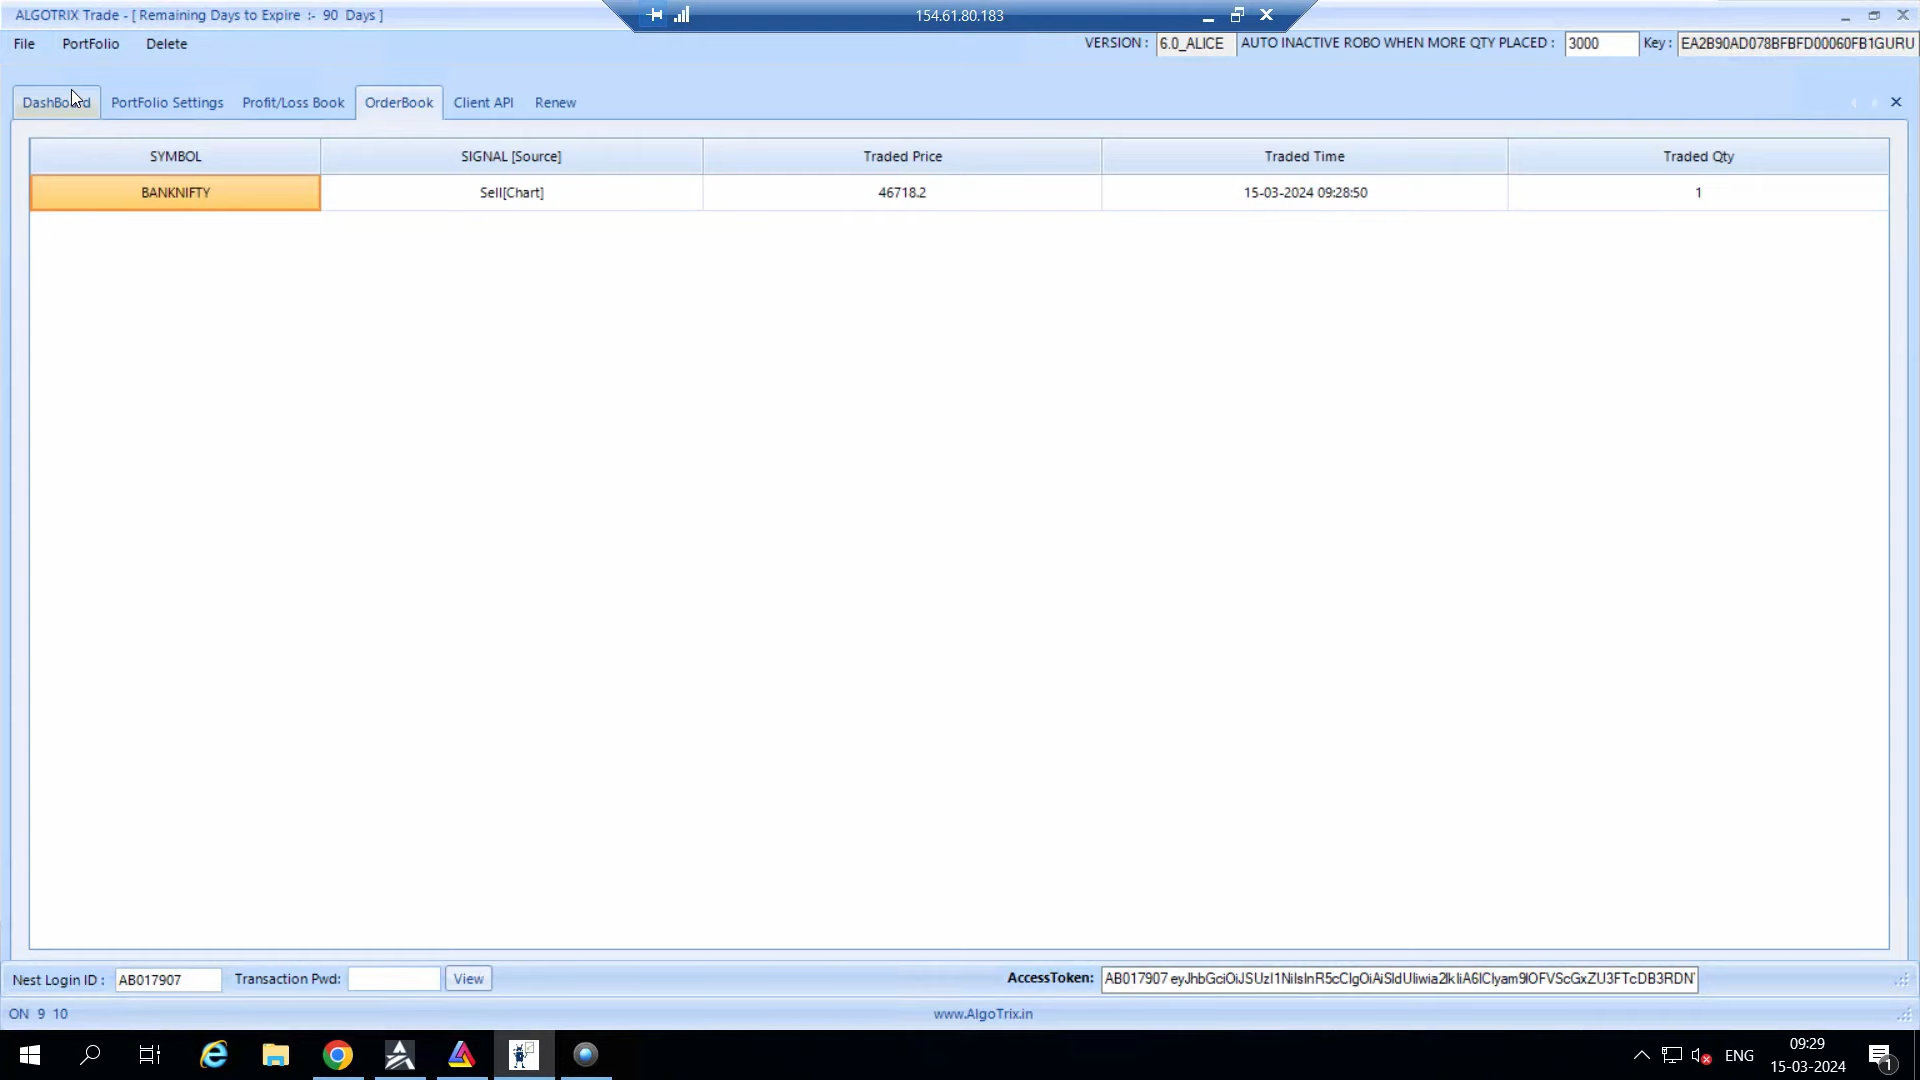 ALGOTRIX Trade - [ Remaining Days to Expire :- 90 Days ]
154.61.80.183
File PortFolio Delete
VERSION : 6.0_ALICE AUTO INACTIVE ROBO WHEN MORE QTY PLACED : 3000 Key : EA2B90AD078BFBFD00060FB1GURU
DashBoard PortFolio Settings Profit/Loss Book OrderBook Client API Renew
SYMBOL SIGNAL [Source] Traded Price Traded Time Traded Qty
BANKNIFTY Sell[Chart] 46718.2 15-03-2024 09:28:50 1
Nest Login ID : AB017907 Transaction Pwd: View AccessToken: AB017907
ON 9 10 www.AlgoTrix.in
ENG 09:29
15-03-2024
1